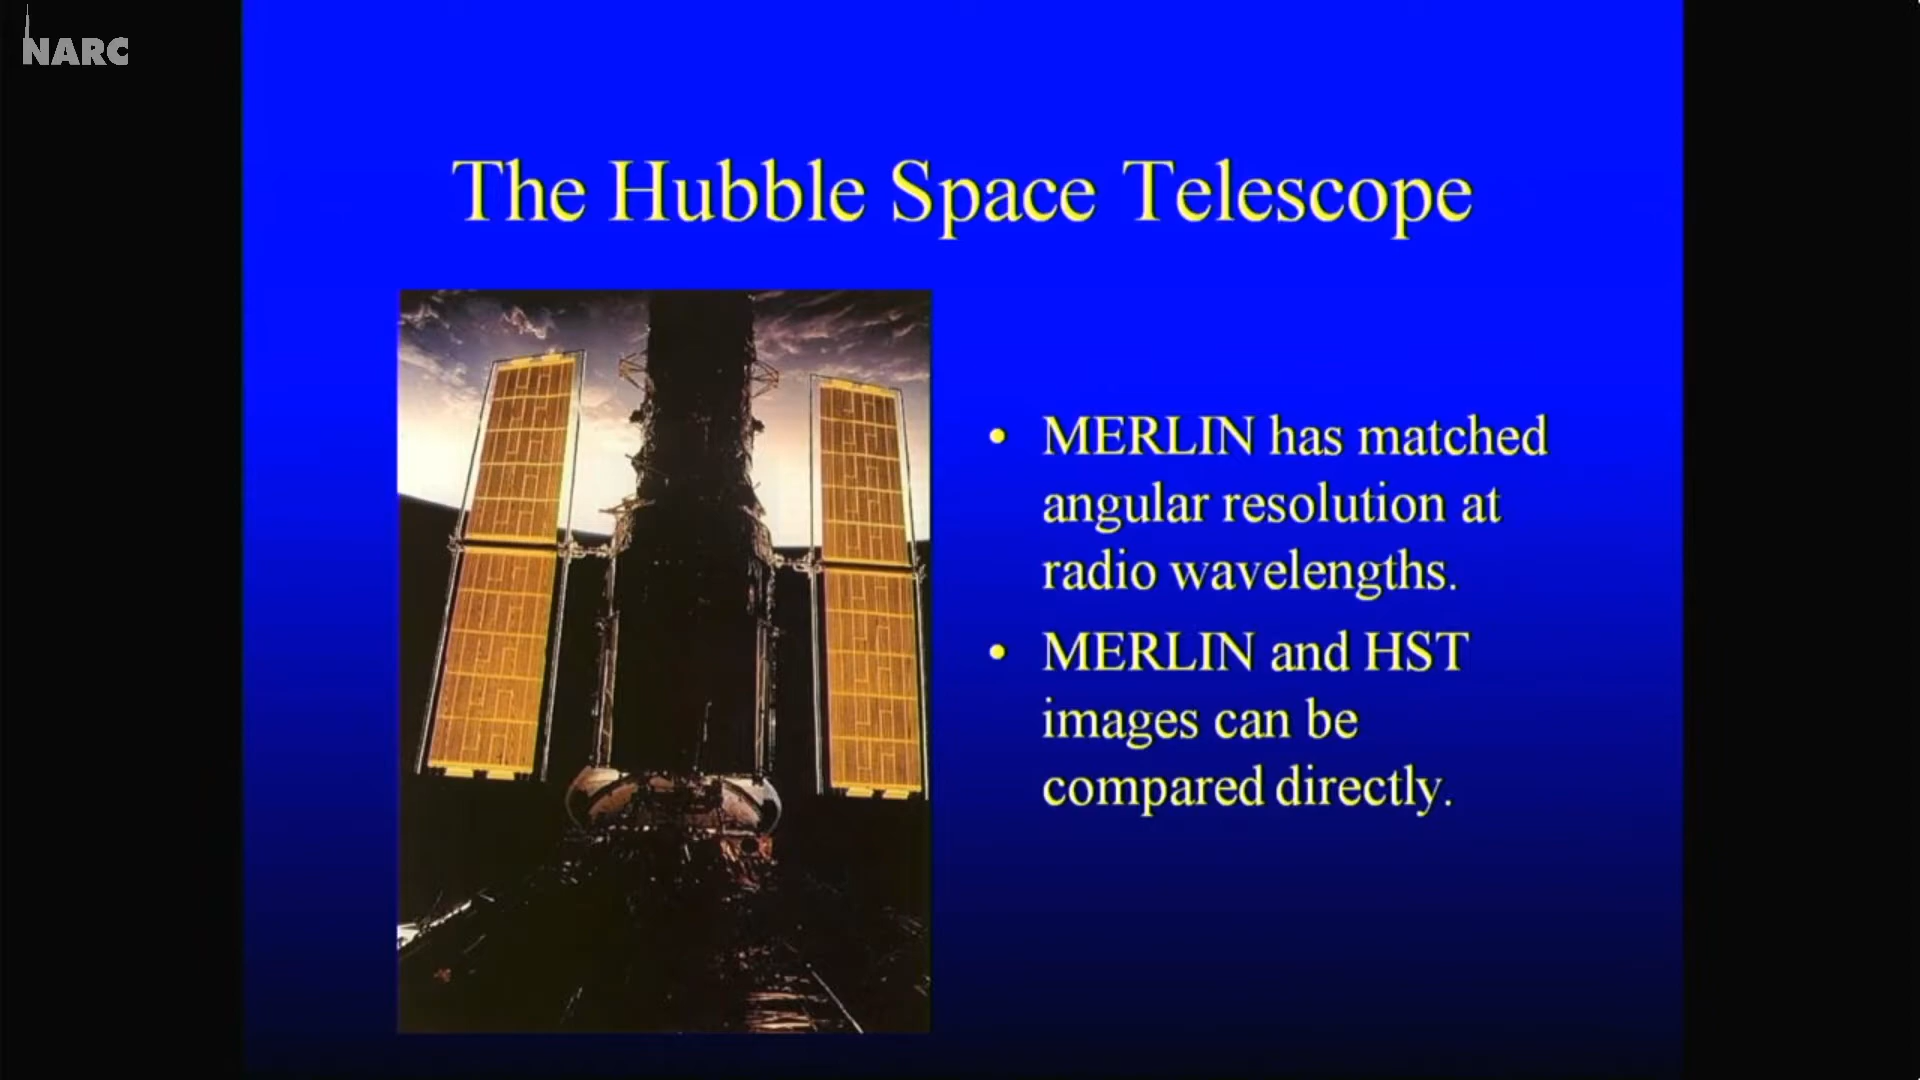 NARC
The Hubble Space Telescope
• MERLIN has matched
angular resolution at
radio wavelengths.
• MERLIN and HST
images can be
compared directly.